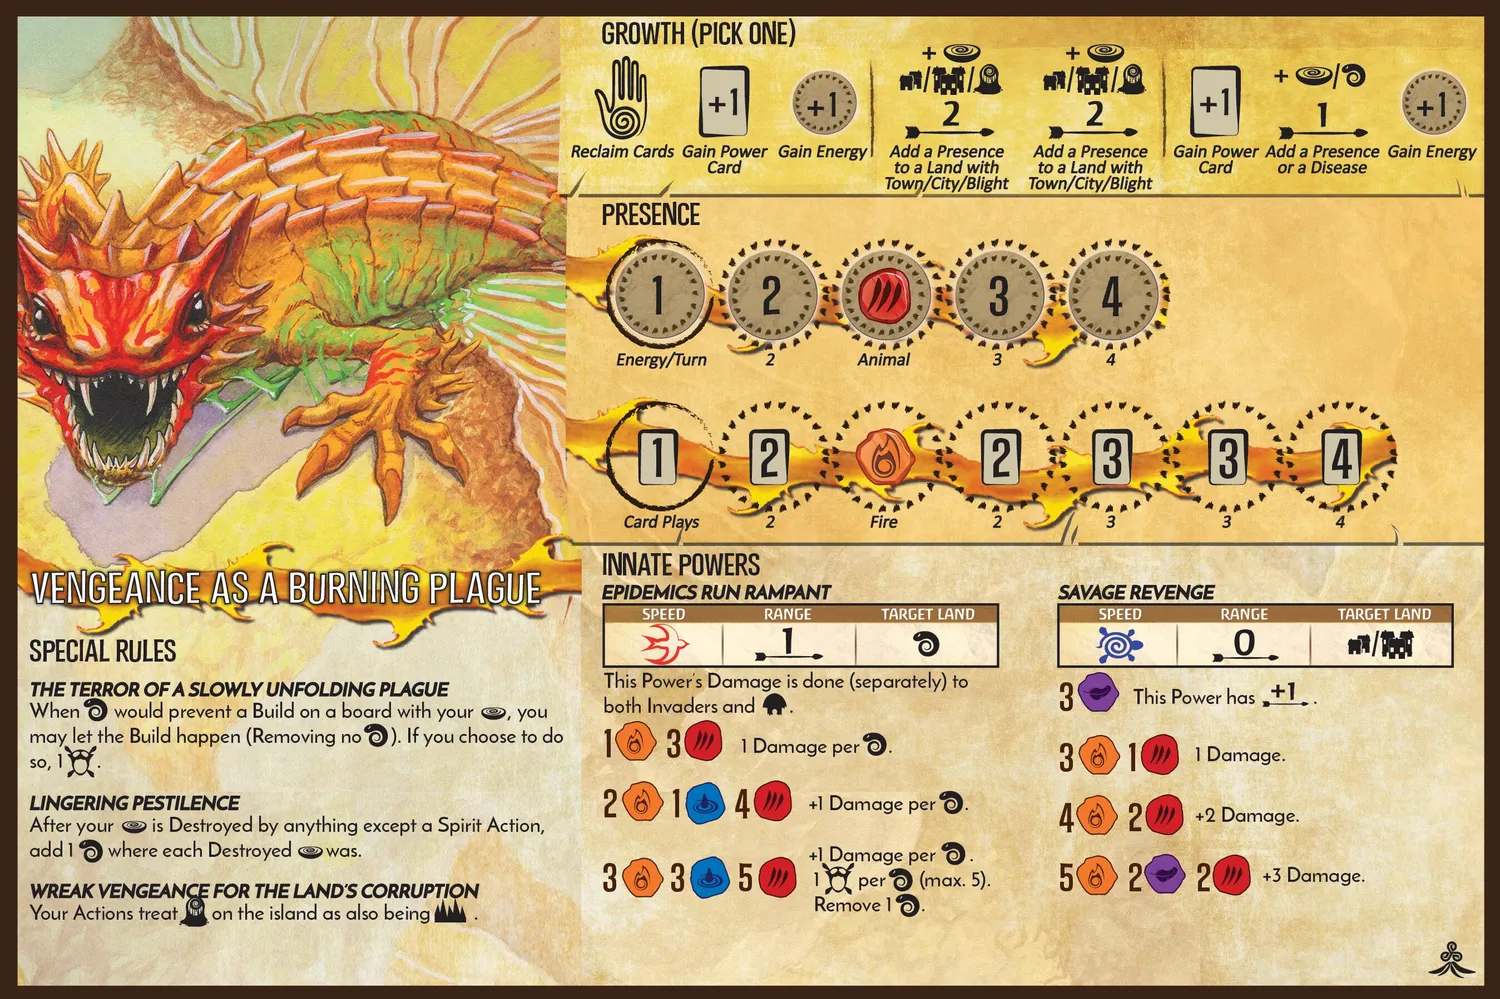 GROWTH (PICK ONE)
+1 +1 + / / 2 + / / 2 +1 + / 1 +1
Reclaim Cards Gain Power Card Gain Energy Add a Presence to a Land with Town/City/Blight Add a Presence to a Land with Town/City/Blight Gain Power Card Add a Presence or a Disease Gain Energy
PRESENCE
1 2 3 4
Energy/Turn 2 Animal 3 4
1 2 2 3 3 4
Card Plays 2 Fire 2 3 3 4
VENGEANCE AS A BURNING PLAGUE
SPECIAL RULES
THE TERROR OF A SLOWLY UNFOLDING PLAGUE
When would prevent a Build on a board with your , you
may let the Build happen (Removing no ). If you choose to do
so, 1 .
LINGERING PESTILENCE
After your is Destroyed by anything except a Spirit Action,
add 1 where each Destroyed was.
WREAK VENGEANCE FOR THE LAND'S CORRUPTION
Your Actions treat on the island as also being .
INNATE POWERS
EPIDEMICS RUN RAMPANT
SPEED RANGE TARGET LAND
1
This Power's Damage is done (separately) to
both Invaders and .
1 3 1 Damage per .
2 1 4 +1 Damage per .
3 3 5 +1 Damage per .
1 per (max. 5).
Remove 1 .
SAVAGE REVENGE
SPEED RANGE TARGET LAND
0 /
3 This Power has +1 .
3 1 1 Damage.
4 2 +2 Damage.
5 2 2 +3 Damage.